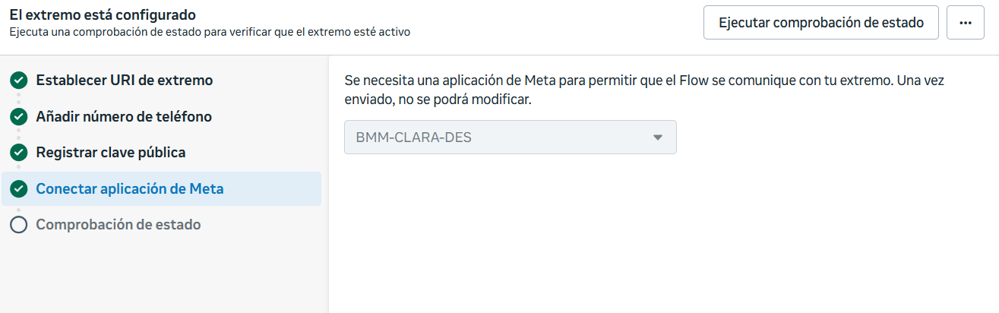 El extremo está configurado
Ejecuta una comprobación de estado para verificar que el extremo esté activo
Ejecutar comprobación de estado
Establecer URI de extremo
Añadir número de teléfono
Registrar clave pública
Conectar aplicación de Meta
Comprobación de estado
Se necesita una aplicación de Meta para permitir que el Flow se comunique con tu extremo. Una vez
enviado, no se podrá modificar.
BMM-CLARA-DES